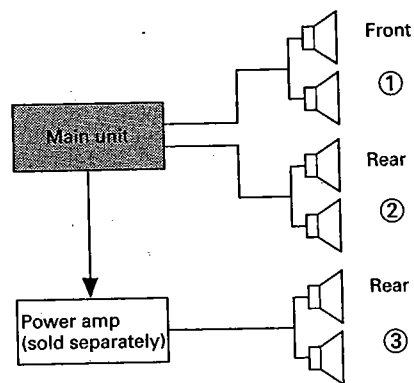 Front
①
Main unit
Rear
②
Rear
Power amp
(sold separately)
③